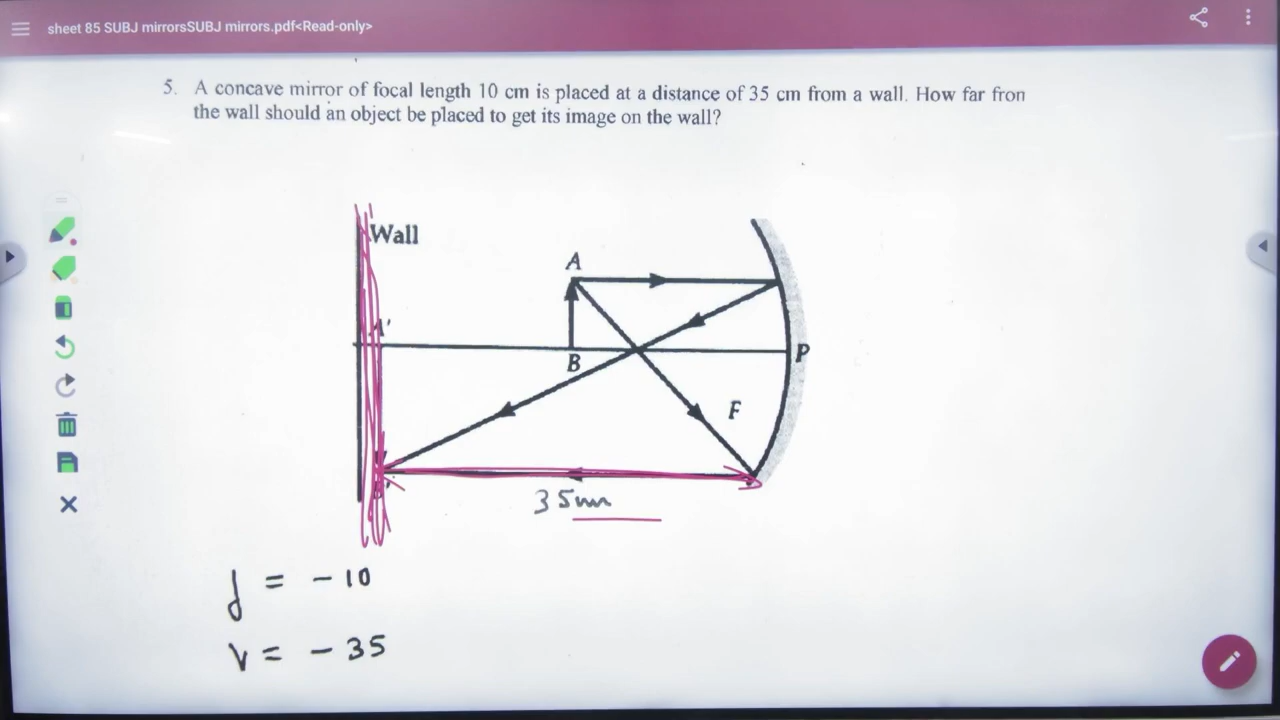 sheet 85 SUBJ mirrorsSUBJ mirrors.pdf<Read-only>
5. A concave mirror of focal length 10 cm is placed at a distance of 35 cm from a wall. How far fron
the wall should an object be placed to get its image on the wall?
Wall
A
A'
B
P
F
35cm
f = -10
v = -35